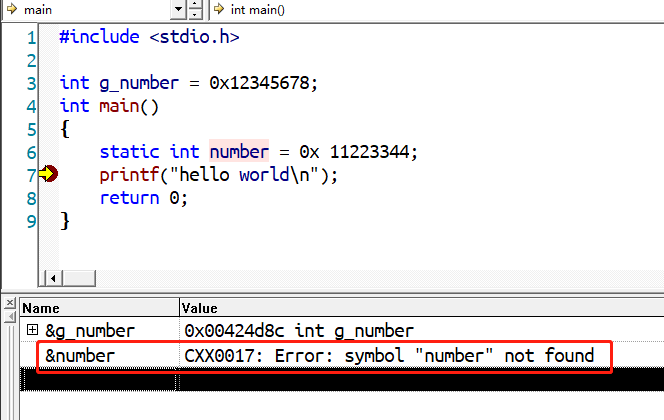 main int main()
1 #include <stdio.h>
2
3 int g_number = 0x12345678;
4 int main()
5 {
6 static int number = 0x 11223344;
7 printf("hello world\n");
8 return 0;
9 }
Name Value
&g_number 0x00424d8c int g_number
&number CXX0017: Error: symbol "number" not found